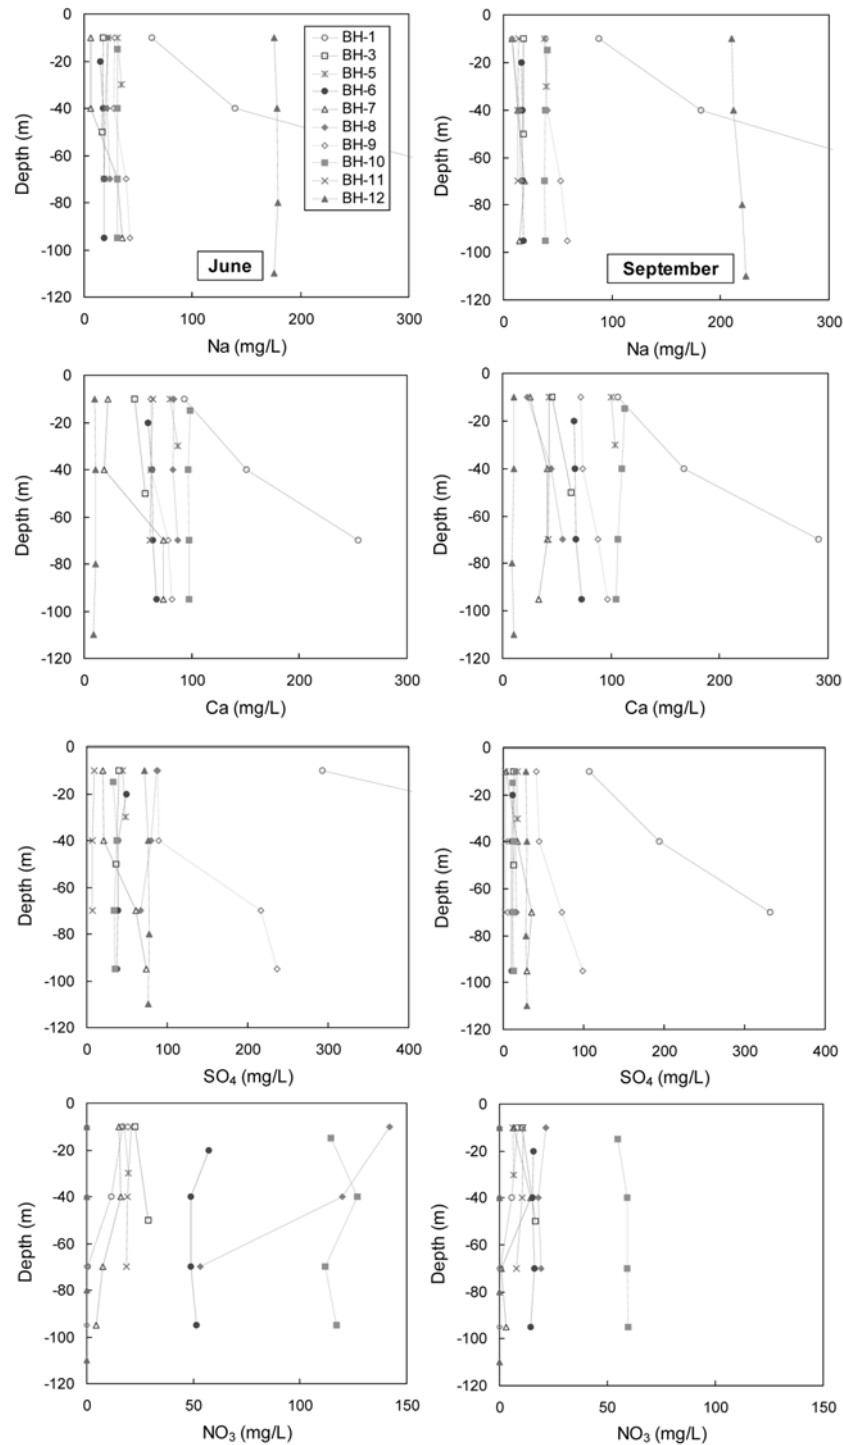 0 0
-20 -20
-40 -40
-60 -60
-80 -80
-100 -100
-120 -120
Depth (m) Depth (m)
BH-1
BH-3
BH-5
BH-6
BH-7
BH-8
BH-9
BH-10
BH-11
BH-12
June September
0 100 200 300 0 100 200 300
Na (mg/L) Na (mg/L)
0 0
-20 -20
-40 -40
-60 -60
-80 -80
-100 -100
-120 -120
Depth (m) Depth (m)
0 100 200 300 0 100 200 300
Ca (mg/L) Ca (mg/L)
0 0
-20 -20
-40 -40
-60 -60
-80 -80
-100 -100
-120 -120
Depth (m) Depth (m)
0 100 200 300 400 0 100 200 300 400
SO₄ (mg/L) SO₄ (mg/L)
0 0
-20 -20
-40 -40
-60 -60
-80 -80
-100 -100
-120 -120
Depth (m) Depth (m)
0 50 100 150 0 50 100 150
NO₃ (mg/L) NO₃ (mg/L)